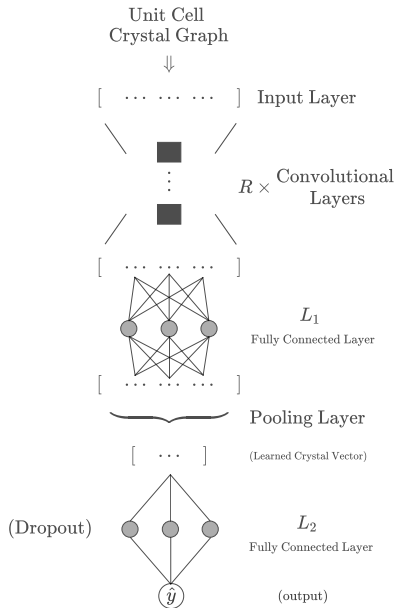 Unit Cell
Crystal Graph
⇓
[ ··· ··· ··· ] Input Layer
⋮
R × Convolutional
Layers
[ ··· ··· ··· ]
L₁
Fully Connected Layer
[ ··· ··· ··· ]
Pooling Layer
[ ··· ] (Learned Crystal Vector)
(Dropout) L₂
Fully Connected Layer
ŷ (output)